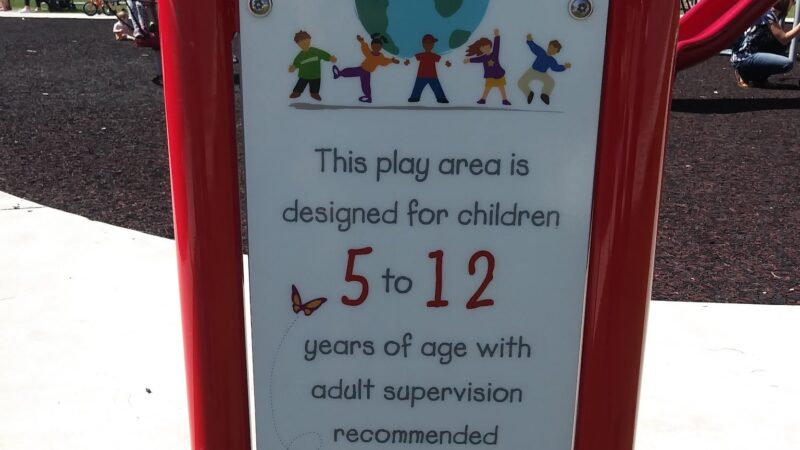 This play area is
designed for children
5 to 12
years of age with
adult supervision
recommended